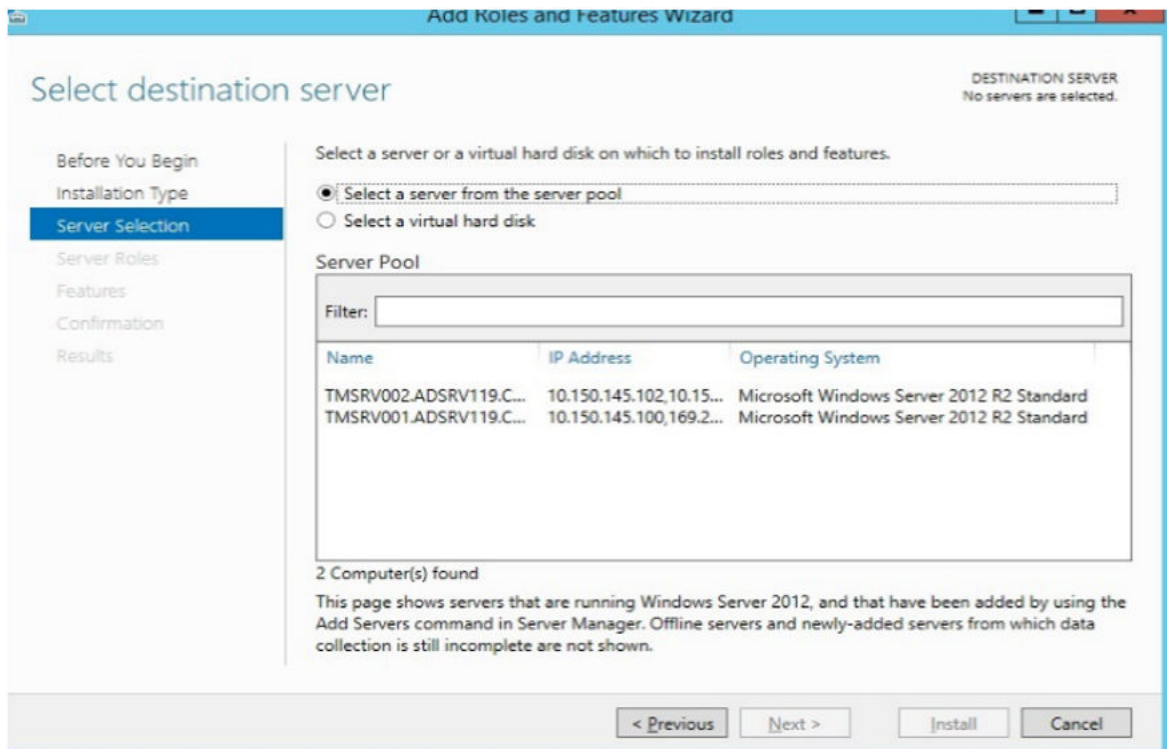 Add Roles and Features Wizard
Select destination server
DESTINATION SERVER
No servers are selected.
Before You Begin
Installation Type
Server Selection
Server Roles
Features
Confirmation
Results
Select a server or a virtual hard disk on which to install roles and features.
Select a server from the server pool
Select a virtual hard disk
Server Pool
Filter:
Name IP Address Operating System
TMSRV002.ADSRV119.C... 10.150.145.102,10.15... Microsoft Windows Server 2012 R2 Standard
TMSRV001.ADSRV119.C... 10.150.145.100,169.2... Microsoft Windows Server 2012 R2 Standard
2 Computer(s) found
This page shows servers that are running Windows Server 2012, and that have been added by using the
Add Servers command in Server Manager. Offline servers and newly-added servers from which data
collection is still incomplete are not shown.
< Previous Next > Install Cancel